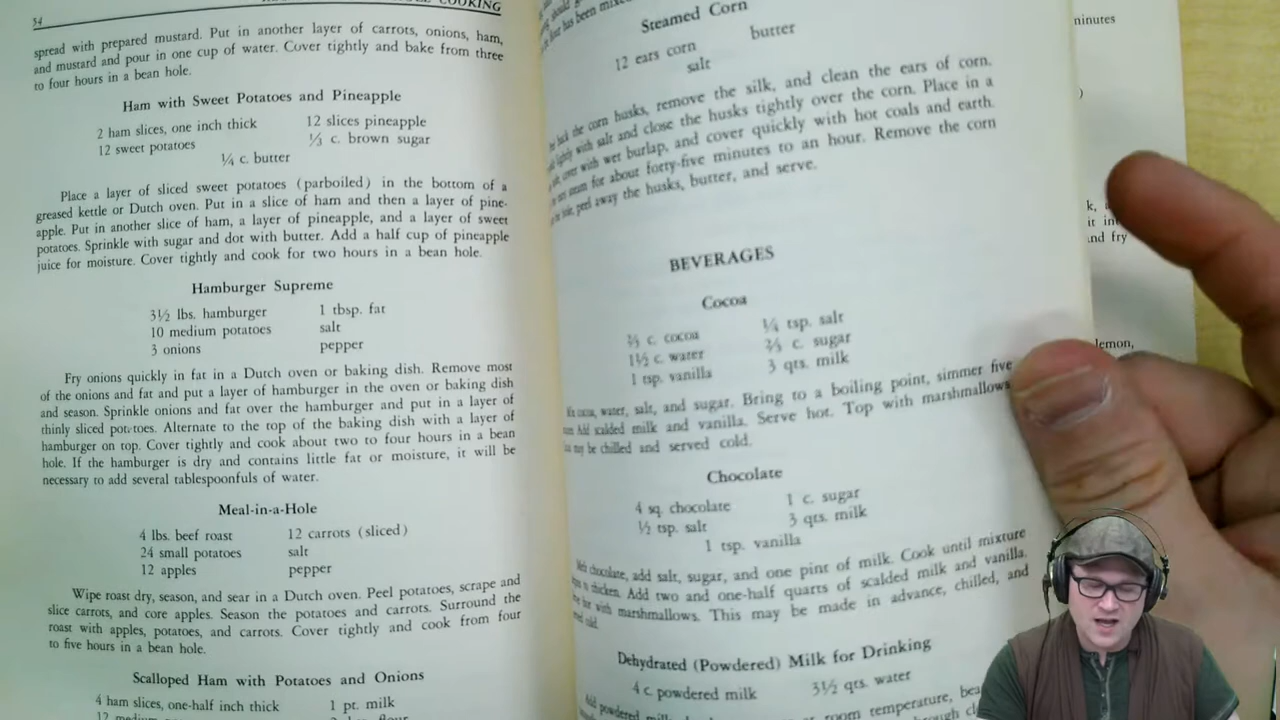 54
COOKING
spread with prepared mustard. Put in another layer of carrots, onions, ham,
and mustard and pour in one cup of water. Cover tightly and bake from three
to four hours in a bean hole.
Ham with Sweet Potatoes and Pineapple
2 ham slices, one inch thick 12 slices pineapple
12 sweet potatoes ⅓ c. brown sugar
¼ c. butter
Place a layer of sliced sweet potatoes (parboiled) in the bottom of a
greased kettle or Dutch oven. Put in a slice of ham and then a layer of pine-
apple. Put in another slice of ham, a layer of pineapple, and a layer of sweet
potatoes. Sprinkle with sugar and dot with butter. Add a half cup of pineapple
juice for moisture. Cover tightly and cook for two hours in a bean hole.
Hamburger Supreme
3½ lbs. hamburger 1 tbsp. fat
10 medium potatoes salt
3 onions pepper
Fry onions quickly in fat in a Dutch oven or baking dish. Remove most
of the onions and fat and put a layer of hamburger in the oven or baking dish
and season. Sprinkle onions and fat over the hamburger and put in a layer of
thinly sliced potatoes. Alternate to the top of the baking dish with a layer of
hamburger on top. Cover tightly and cook about two to four hours in a bean
hole. If the hamburger is dry and contains little fat or moisture, it will be
necessary to add several tablespoonfuls of water.
Meal-in-a-Hole
4 lbs. beef roast 12 carrots (sliced)
24 small potatoes salt
12 apples pepper
Wipe roast dry, season, and sear in a Dutch oven. Peel potatoes, scrape and
slice carrots, and core apples. Season the potatoes and carrots. Surround the
roast with apples, potatoes, and carrots. Cover tightly and cook from four
to five hours in a bean hole.
Scalloped Ham with Potatoes and Onions
4 ham slices, one-half inch thick 1 pt. milk
12
has been
Steamed Corn
12 ears corn butter
salt
back the corn husks, remove the silk, and clean the ears of corn.
lightly with salt and close the husks tightly over the corn. Place in a
cover with wet burlap, and cover quickly with hot coals and earth.
steam for about forty-five minutes to an hour. Remove the corn
peel away the husks, butter, and serve.
BEVERAGES
Cocoa
⅔ c. cocoa ¼ tsp. salt
1½ c. water ⅔ c. sugar
1 tsp. vanilla 3 qts. milk
cocoa, water, salt, and sugar. Bring to a boiling point, simmer five
Add scalded milk and vanilla. Serve hot. Top with marshmallows
may be chilled and served cold.
Chocolate
4 sq. chocolate 1 c. sugar
½ tsp. salt 3 qts. milk
1 tsp. vanilla
Melt chocolate, add salt, sugar, and one pint of milk. Cook until mixture
Add two and one-half quarts of scalded milk and vanilla.
with marshmallows. This may be made in advance, chilled, and
Dehydrated (Powdered) Milk for Drinking
4 c. powdered milk 3½ qts. water
Add powdered room temperature,
minutes
and fry
lemon,